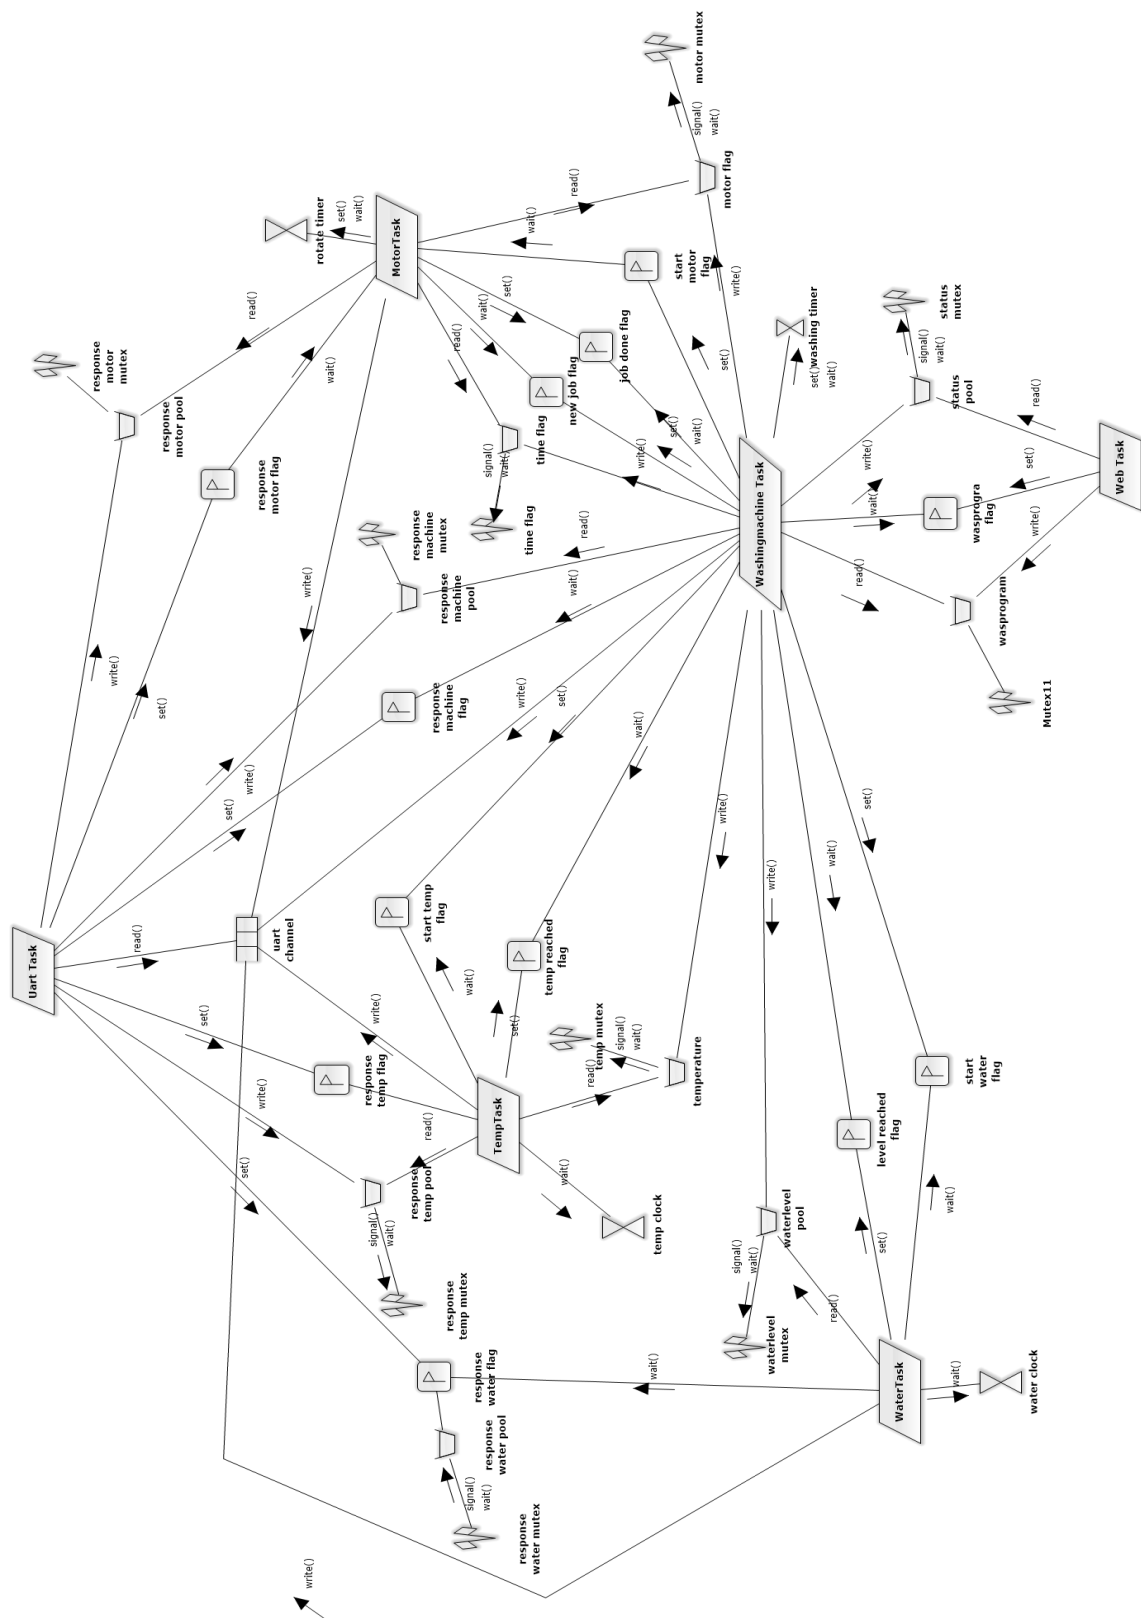 Uart Task
response
motor
mutex
response
motor pool
write()
read()
set()
write()
read()
response
motor flag
wait()
set()
set()
write()
set()
write()
uart
channel
write()
write()
rotate timer
set()
wait()
response
temp flag
write()
MotorTask
response
machine
mutex
response
machine
pool
response
machine
flag
start temp
flag
response
temp pool
read()
signal()
wait()
response
temp mutex
response
water flag
signal()
wait()
response
water pool
response
water mutex
read()
wait()
set()
signal()
wait()
time flag
time flag
new job flag
job done flag
write()
set()
wait()
wait()
TempTask
set()
temp reached
flag
wait()
read()
wait()
read()
write()
set()
wait()
temp mutex
signal()
wait()
read()
temp clock
wait()
wait()
start
motor
flag
motor mutex
signal()
wait()
motor flag
write()
set()
temperature
write()
Washingmachine Task
washing timer
set()
wait()
signal()
wait()
waterlevel
mutex
waterlevel
pool
write()
read()
wait()
set()
level reached
flag
write()
wait()
read()
set()
WaterTask
signal()
wait()
status
mutex
status
pool
wait()
wait()
start
water
flag
wasprogra
flag
wasprogram
Mutex11
water clock
read()
set()
write()
Web Task